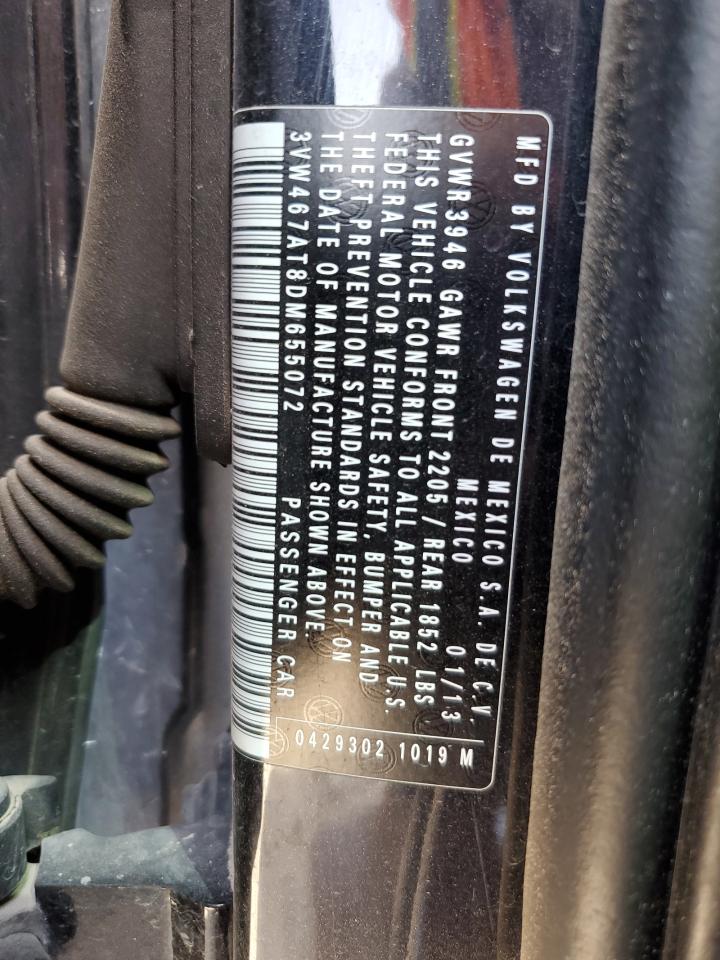 MFD BY VOLKSWAGEN DE MEXICO S.A. DE C.V.
MEXICO 01/13
GVWR 3946 GAWR FRONT 2205 / REAR 1852 LBS
THIS VEHICLE CONFORMS TO ALL APPLICABLE U.S.
FEDERAL MOTOR VEHICLE SAFETY, BUMPER AND
THEFT PREVENTION STANDARDS IN EFFECT ON
THE DATE OF MANUFACTURE SHOWN ABOVE.
3VW467AT8DM655072 PASSENGER CAR
0429302 1019 M